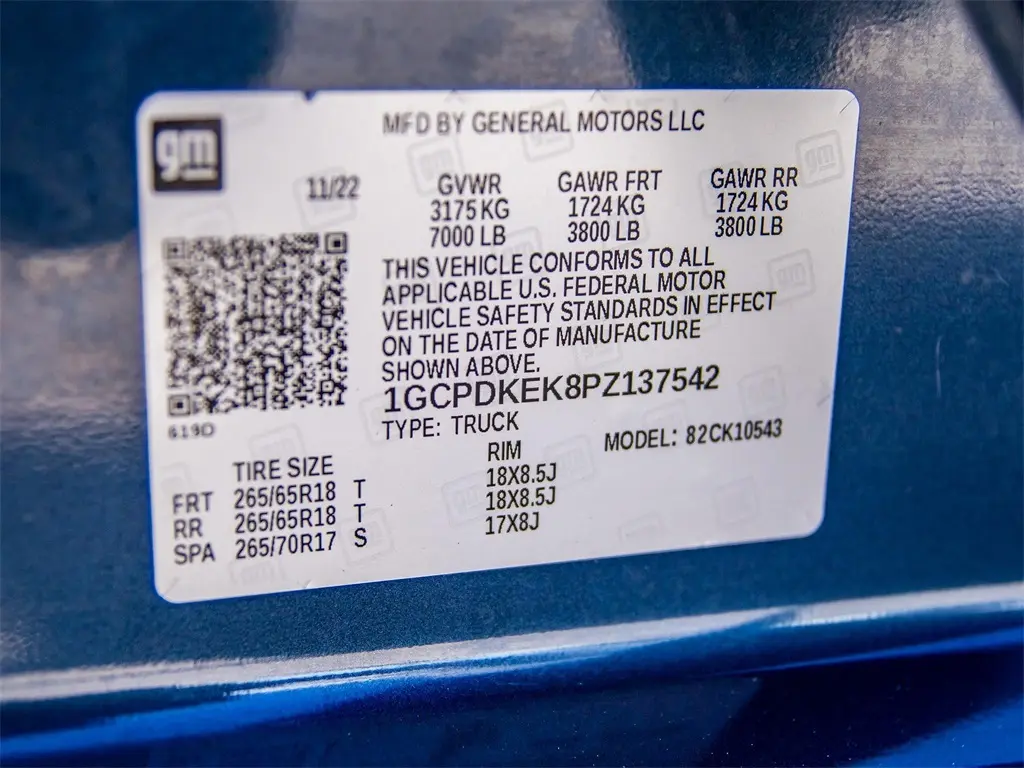 gm
MFD BY GENERAL MOTORS LLC
11/22
GVWR GAWR FRT GAWR RR
3175 KG 1724 KG 1724 KG
7000 LB 3800 LB 3800 LB
THIS VEHICLE CONFORMS TO ALL
APPLICABLE U.S. FEDERAL MOTOR
VEHICLE SAFETY STANDARDS IN EFFECT
ON THE DATE OF MANUFACTURE
SHOWN ABOVE.
1GCPDKEK8PZ137542
619D
TYPE: TRUCK MODEL: 82CK10543
TIRE SIZE RIM
FRT 265/65R18 T 18X8.5J
RR 265/65R18 T 18X8.5J
SPA 265/70R17 S 17X8J